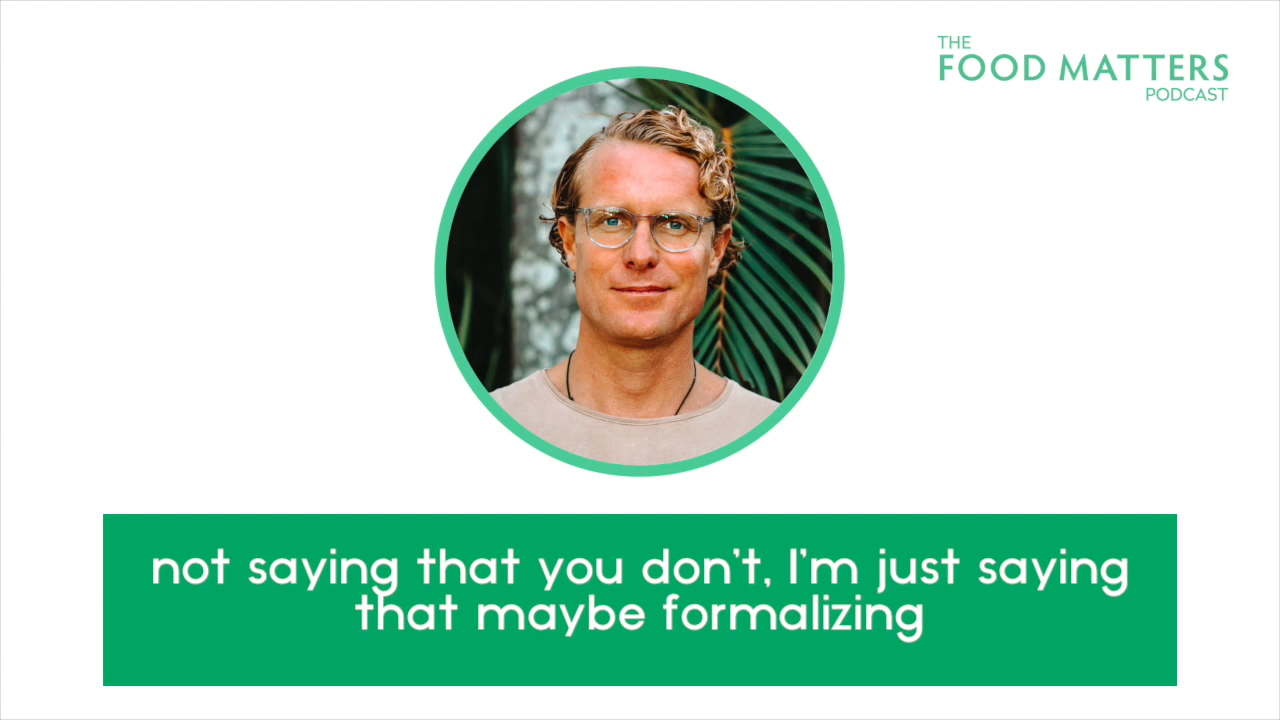 THE
FOOD MATTERS
PODCAST
not saying that you don't, I'm just saying
that maybe formalizing